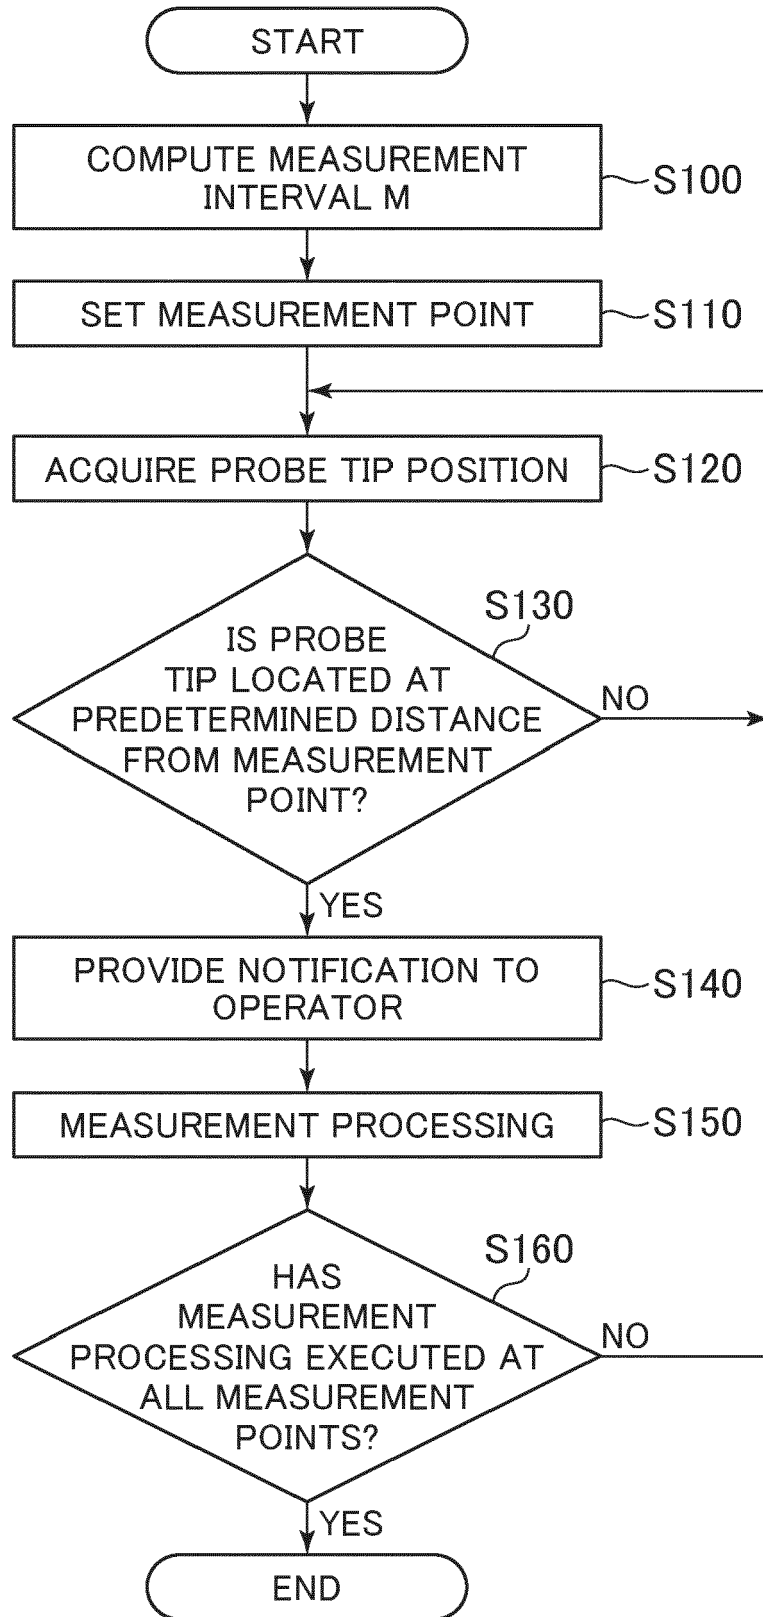 START
COMPUTE MEASUREMENT
INTERVAL M
S100
SET MEASUREMENT POINT
S110
ACQUIRE PROBE TIP POSITION
S120
S130
IS PROBE
TIP LOCATED AT
PREDETERMINED DISTANCE
FROM MEASUREMENT
POINT?
NO
YES
PROVIDE NOTIFICATION TO
OPERATOR
S140
MEASUREMENT PROCESSING
S150
S160
HAS
MEASUREMENT
PROCESSING EXECUTED AT
ALL MEASUREMENT
POINTS?
NO
YES
END